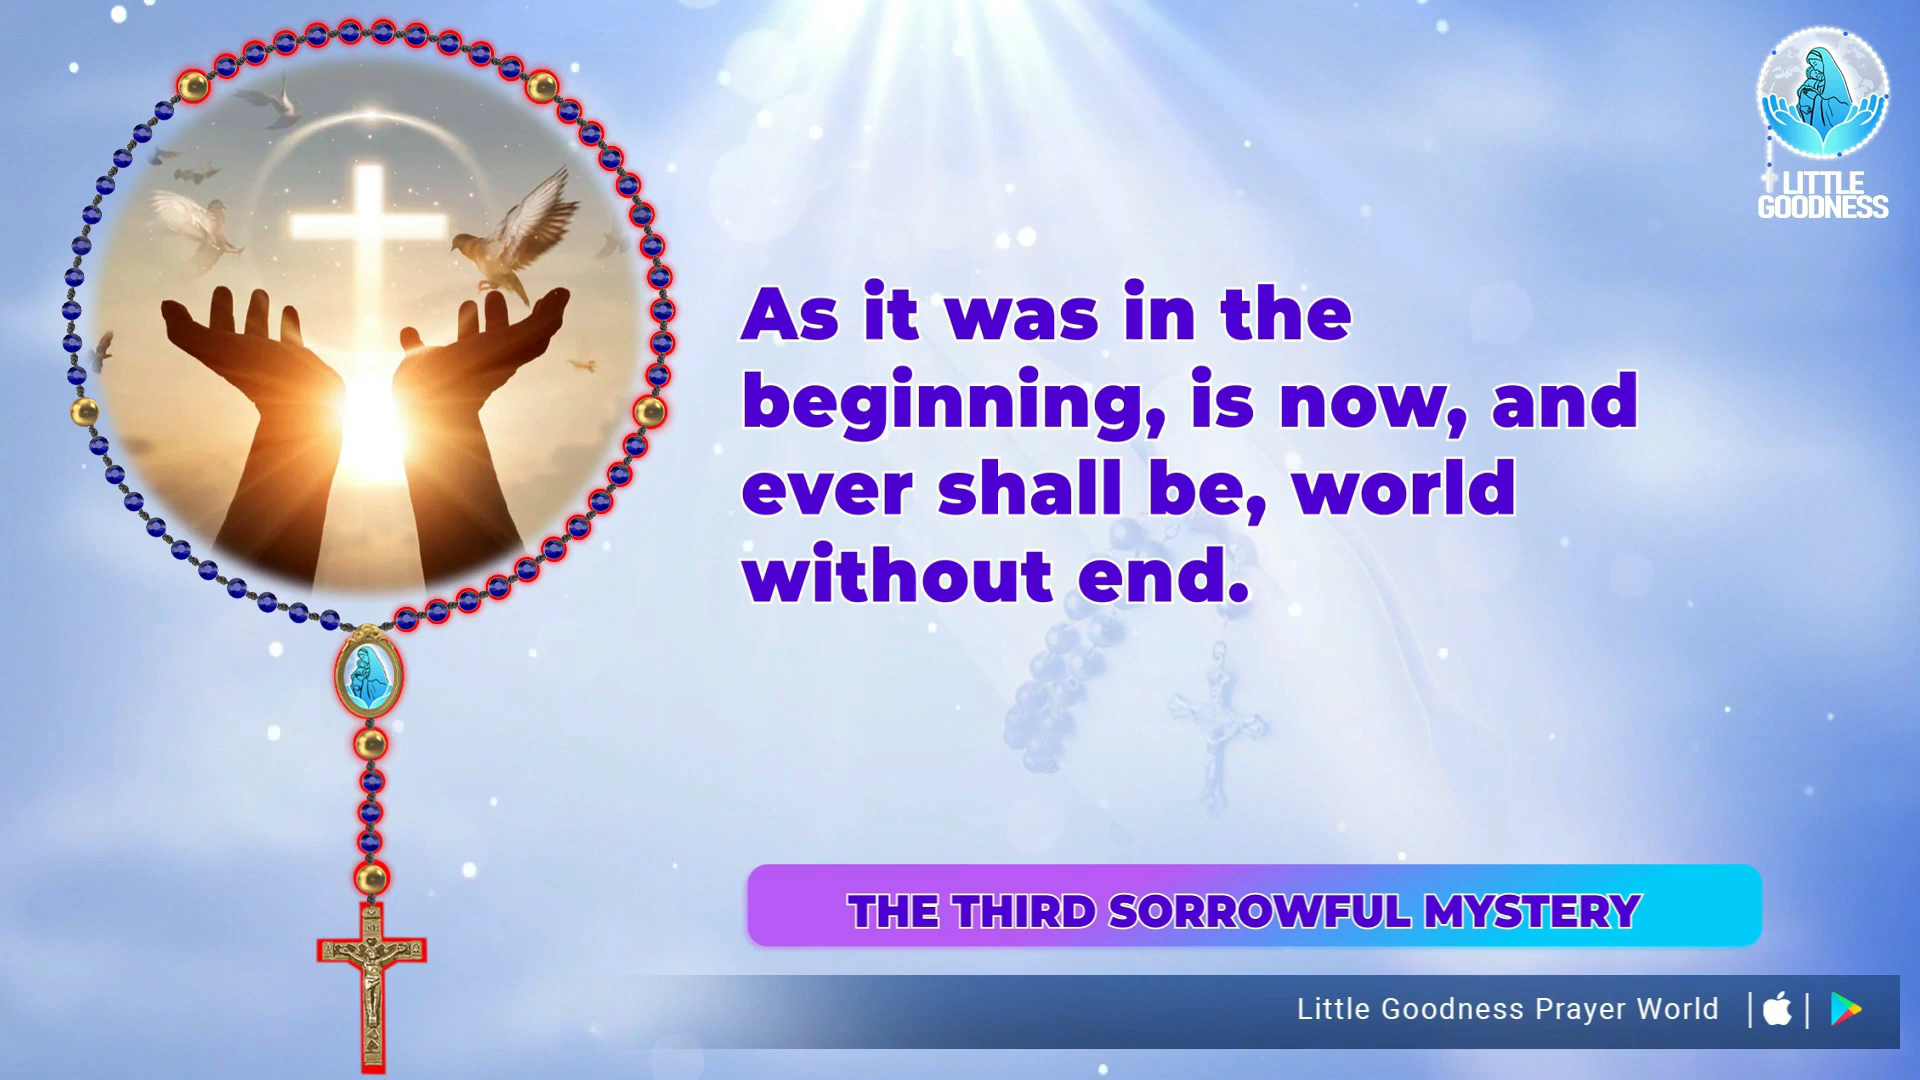 LITTLE
GOODNESS
As it was in the
beginning, is now, and
ever shall be, world
without end.
THE THIRD SORROWFUL MYSTERY
Little Goodness Prayer World
INRI